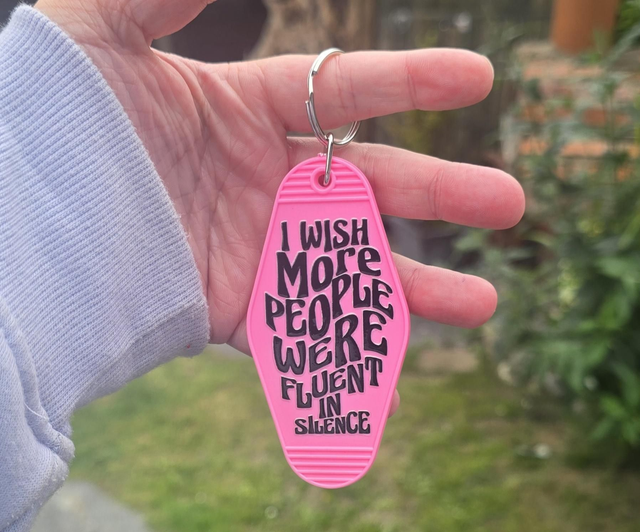 I WISH
MOre
PEOPLE
WERE
FLUENT
IN
SILENCE